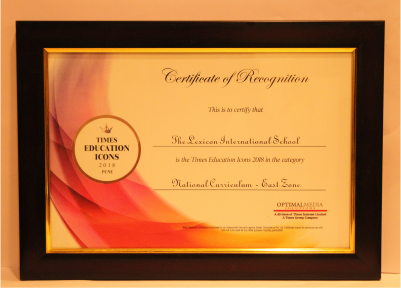 Certificate of Recognition
This is to certify that
The Lexicon International School
is the Times Education Icons 2018 in the category
National Curriculum - East Zone
TIMES
EDUCATION
ICONS
2018
PUNE
OPTIMALMEDIA
A division of Times Internet Limited
A Times Group Company